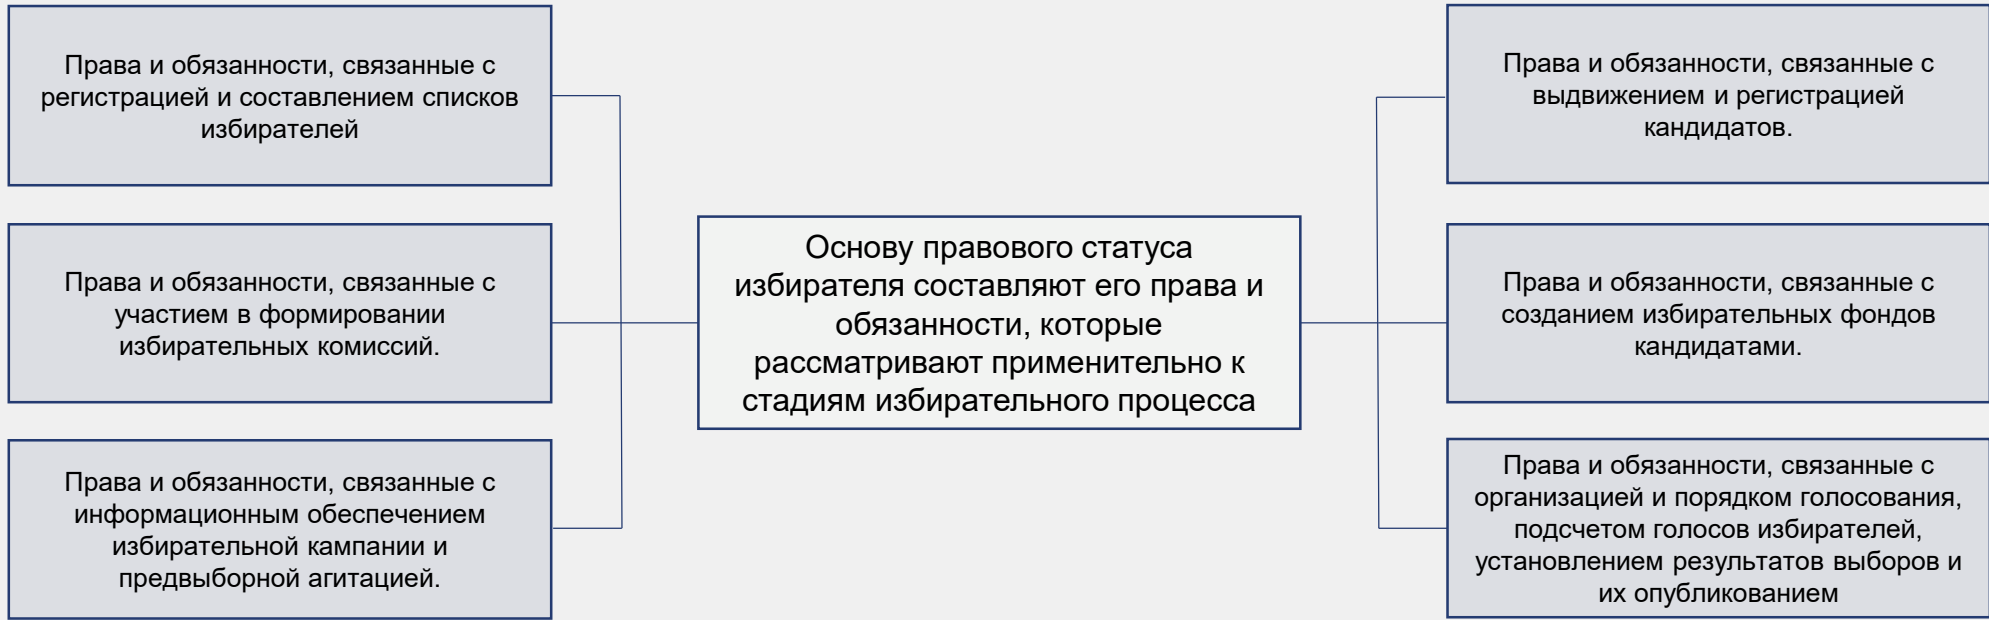 Права и обязанности, связанные с
регистрацией и составлением списков
избирателей
Права и обязанности, связанные с
участием в формировании
избирательных комиссий.
Права и обязанности, связанные с
информационным обеспечением
избирательной кампании и
предвыборной агитацией.
Основу правового статуса
избирателя составляют его права и
обязанности, которые
рассматривают применительно к
стадиям избирательного процесса
Права и обязанности, связанные с
выдвижением и регистрацией
кандидатов.
Права и обязанности, связанные с
созданием избирательных фондов
кандидатами.
Права и обязанности, связанные с
организацией и порядком голосования,
подсчетом голосов избирателей,
установлением результатов выборов и
их опубликованием